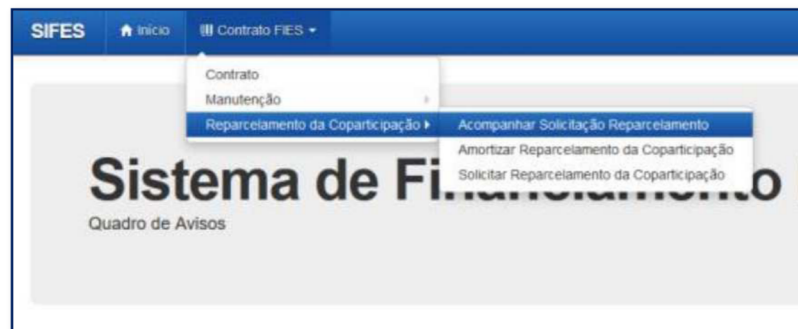 SIFES Início Contrato FIES
Contrato
Manutenção
Reparcelamento da Coparticipação Acompanhar Solicitação Reparcelamento
Amortizar Reparcelamento da Coparticipação
Solicitar Reparcelamento da Coparticipação
Sistema de
Quadro de Avisos